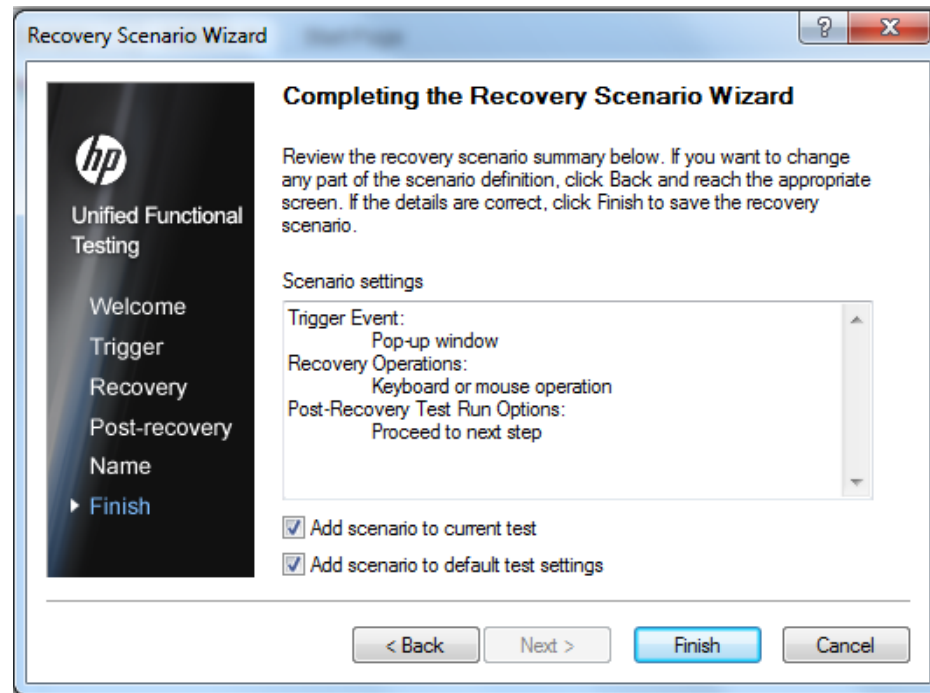 Recovery Scenario Wizard
hp
Unified Functional
Testing
Welcome
Trigger
Recovery
Post-recovery
Name
Finish
Completing the Recovery Scenario Wizard
Review the recovery scenario summary below. If you want to change
any part of the scenario definition, click Back and reach the appropriate
screen. If the details are correct, click Finish to save the recovery
scenario.
Scenario settings
Trigger Event:
Pop-up window
Recovery Operations:
Keyboard or mouse operation
Post-Recovery Test Run Options:
Proceed to next step
Add scenario to current test
Add scenario to default test settings
< Back
Next >
Finish
Cancel